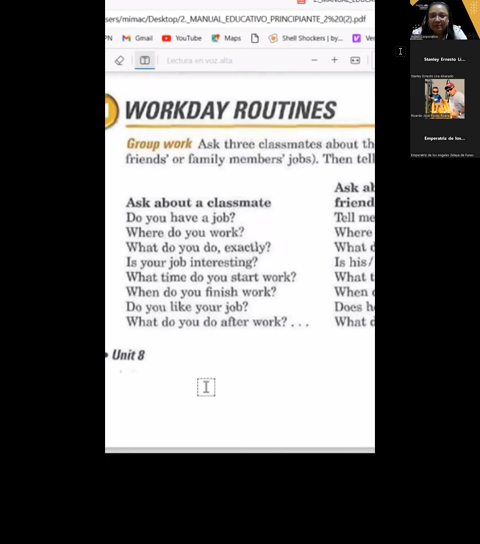 sers/mimac/Desktop/2._MANUAL_EDUCATIVO_PRINCIPIANTE_2%20(2).pdf
Gmail YouTube Maps Shell Shockers | by...
Lectura en voz alta
WORKDAY ROUTINES
Group work Ask three classmates about th
friends' or family members' jobs). Then tell
Ask about a classmate
Do you have a job?
Where do you work?
What do you do, exactly?
Is your job interesting?
What time do you start work?
When do you finish work?
Do you like your job?
What do you do after work? . . .
Ask ab
friend
Tell me
Where
What d
Is his/
What t
When d
Does h
What d
• Unit 8
Stanley Ernesto Li...
Emperatriz de los...